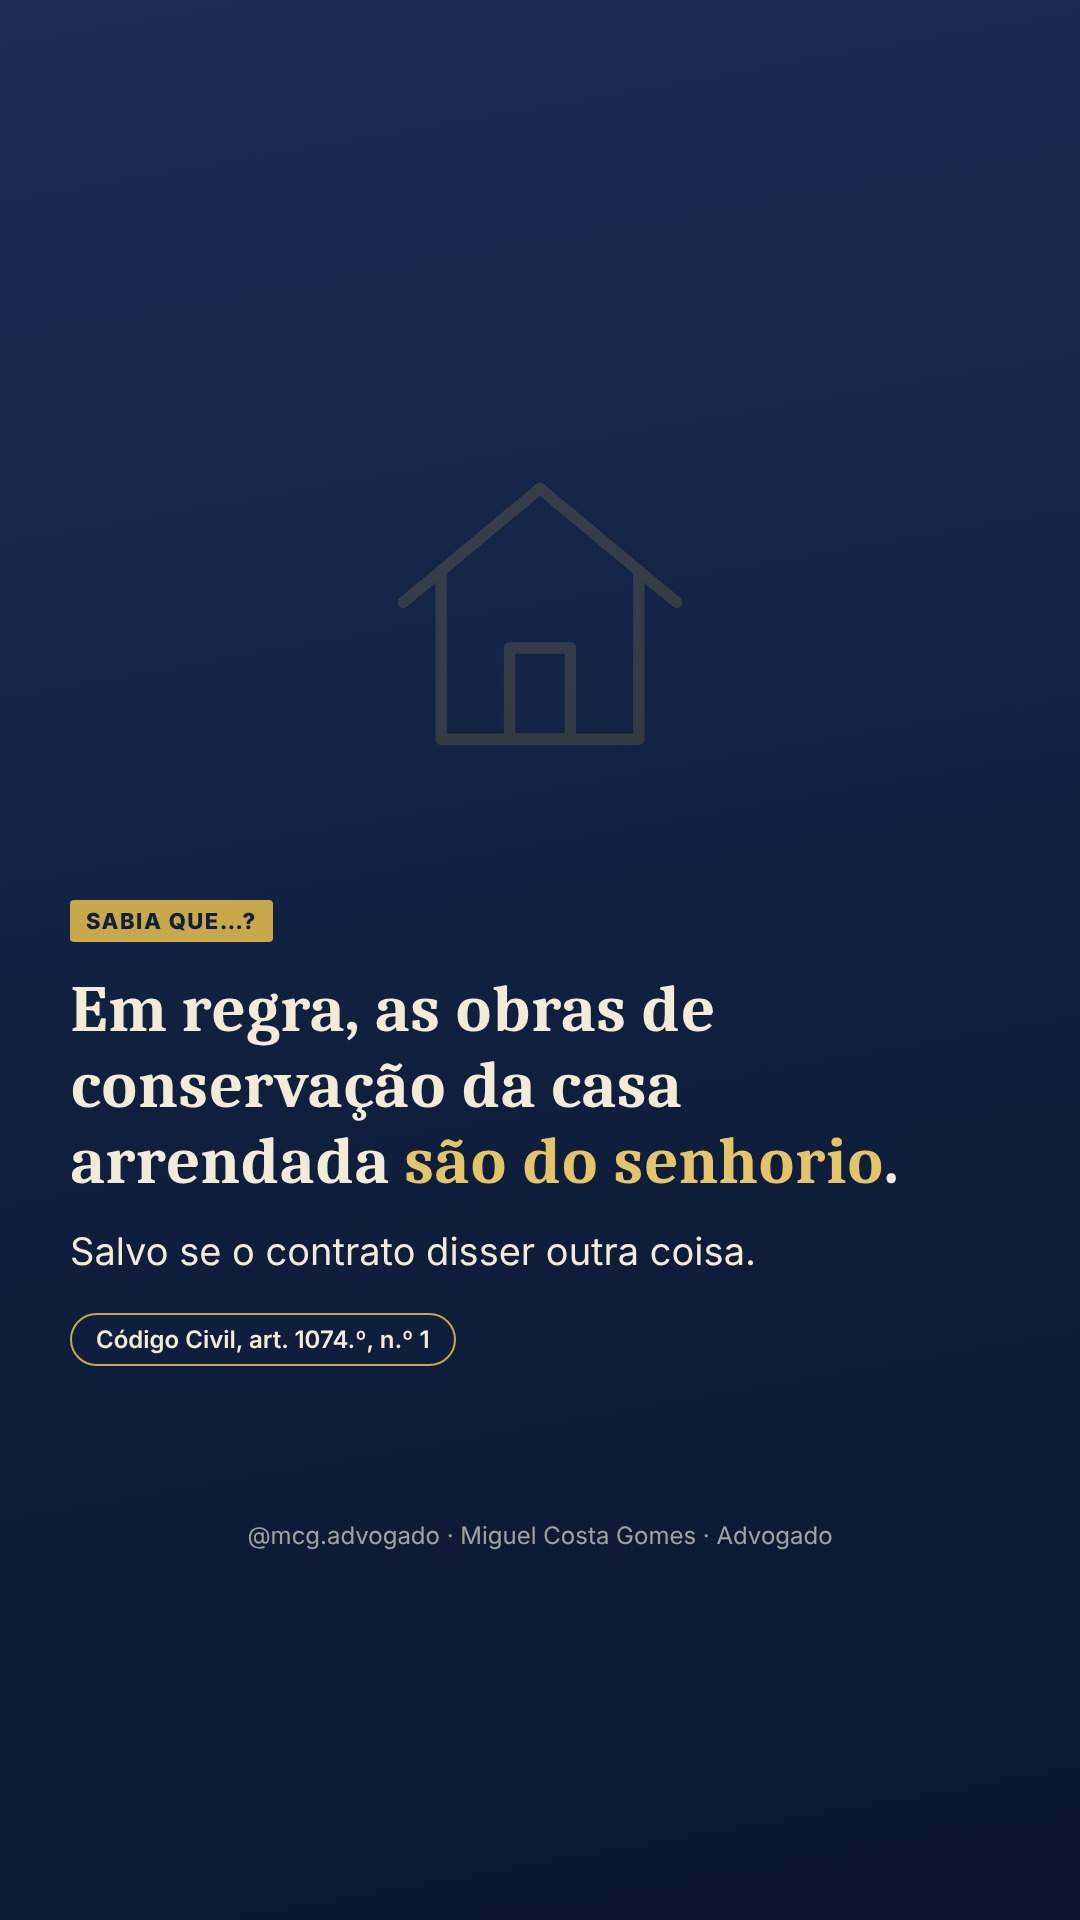 SABIA QUE...?
Em regra, as obras de
conservação da casa
arrendada são do senhorio.
Salvo se o contrato disser outra coisa.
Código Civil, art. 1074.º, n.º 1
@mcg.advogado · Miguel Costa Gomes · Advogado